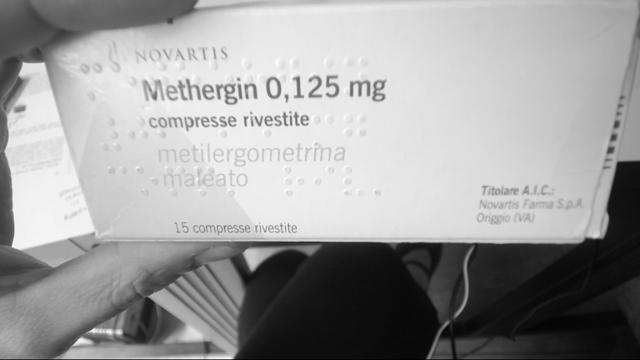 NOVARTIS
Methergin 0,125 mg
compresse rivestite
metilergometrina
maleato
15 compresse rivestite
Titolare A.I.C.:
Novartis Farma S.p.A.
Origgio (VA)